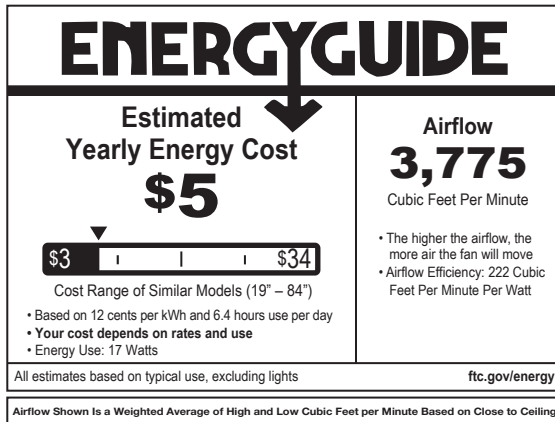 ENERGYGUIDE
Estimated
Yearly Energy Cost
$5
$3 $34
Cost Range of Similar Models (19” – 84”)
• Based on 12 cents per kWh and 6.4 hours use per day
• Your cost depends on rates and use
• Energy Use: 17 Watts
Airflow
3,775
Cubic Feet Per Minute
• The higher the airflow, the
more air the fan will move
• Airflow Efficiency: 222 Cubic
Feet Per Minute Per Watt
All estimates based on typical use, excluding lights
ftc.gov/energy
Airflow Shown Is a Weighted Average of High and Low Cubic Feet per Minute Based on Close to Ceiling